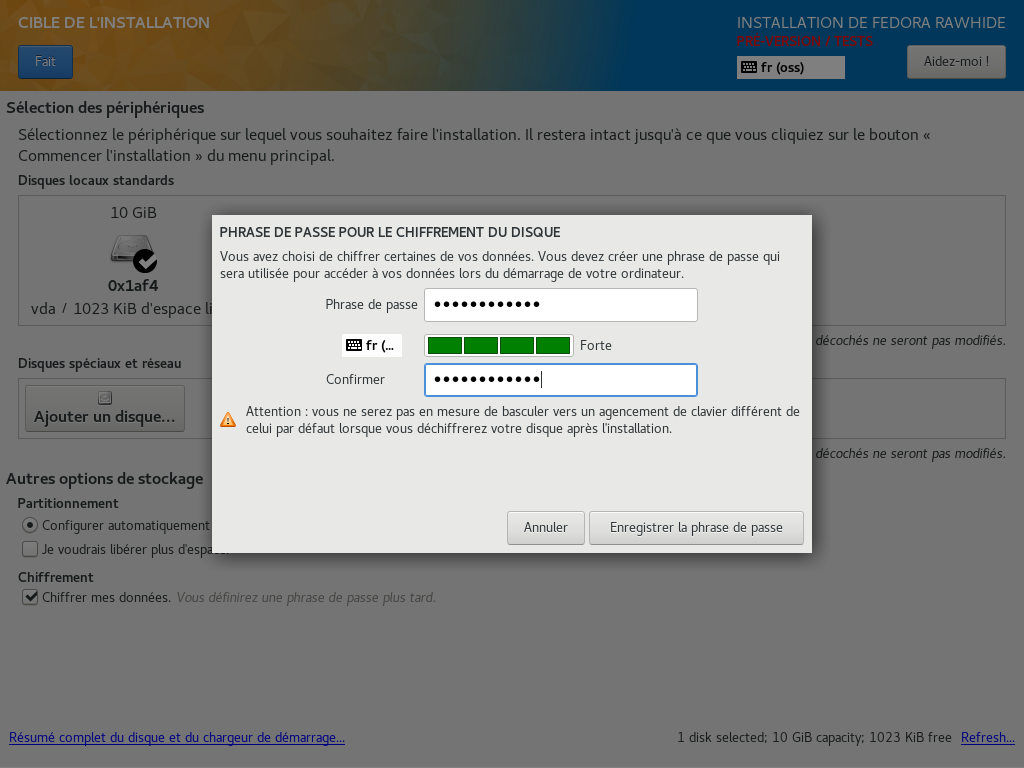 CIBLE DE L'INSTALLATION
INSTALLATION DE FEDORA RAWHIDE
PRÉ-VERSION / TESTS
Fait
fr (oss)
Aidez-moi !
Sélection des périphériques
Sélectionnez le périphérique sur lequel vous souhaitez faire l'installation. Il restera intact jusqu'à ce que vous cliquiez sur le bouton «
Commencer l'installation » du menu principal.
Disques locaux standards
10 GiB
0x1af4
vda / 1023 KiB d'espace li
décochés ne seront pas modifiés.
Disques spéciaux et réseau
Ajouter un disque...
décochés ne seront pas modifiés.
PHRASE DE PASSE POUR LE CHIFFREMENT DU DISQUE
Vous avez choisi de chiffrer certaines de vos données. Vous devez créer une phrase de passe qui
sera utilisée pour accéder à vos données lors du démarrage de votre ordinateur.
Phrase de passe ●●●●●●●●●●●●
fr (... Forte
Confirmer ●●●●●●●●●●●●
Attention : vous ne serez pas en mesure de basculer vers un agencement de clavier différent de
celui par défaut lorsque vous déchiffrerez votre disque après l'installation.
Annuler
Enregistrer la phrase de passe
Autres options de stockage
Partitionnement
Configurer automatiquement
Je voudrais libérer plus d'espace.
Chiffrement
Chiffrer mes données. Vous définirez une phrase de passe plus tard.
Résumé complet du disque et du chargeur de démarrage...
1 disk selected; 10 GiB capacity; 1023 KiB free Refresh...